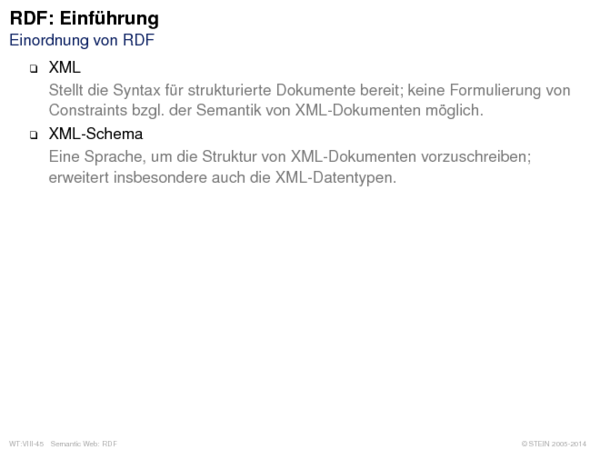 RDF: Einführung
Einordnung von RDF
❑ XML
Stellt die Syntax für strukturierte Dokumente bereit; keine Formulierung von
Constraints bzgl. der Semantik von XML-Dokumenten möglich.
❑ XML-Schema
Eine Sprache, um die Struktur von XML-Dokumenten vorzuschreiben;
erweitert insbesondere auch die XML-Datentypen.
WT:VIII-45 Semantic Web: RDF © STEIN 2005-2014